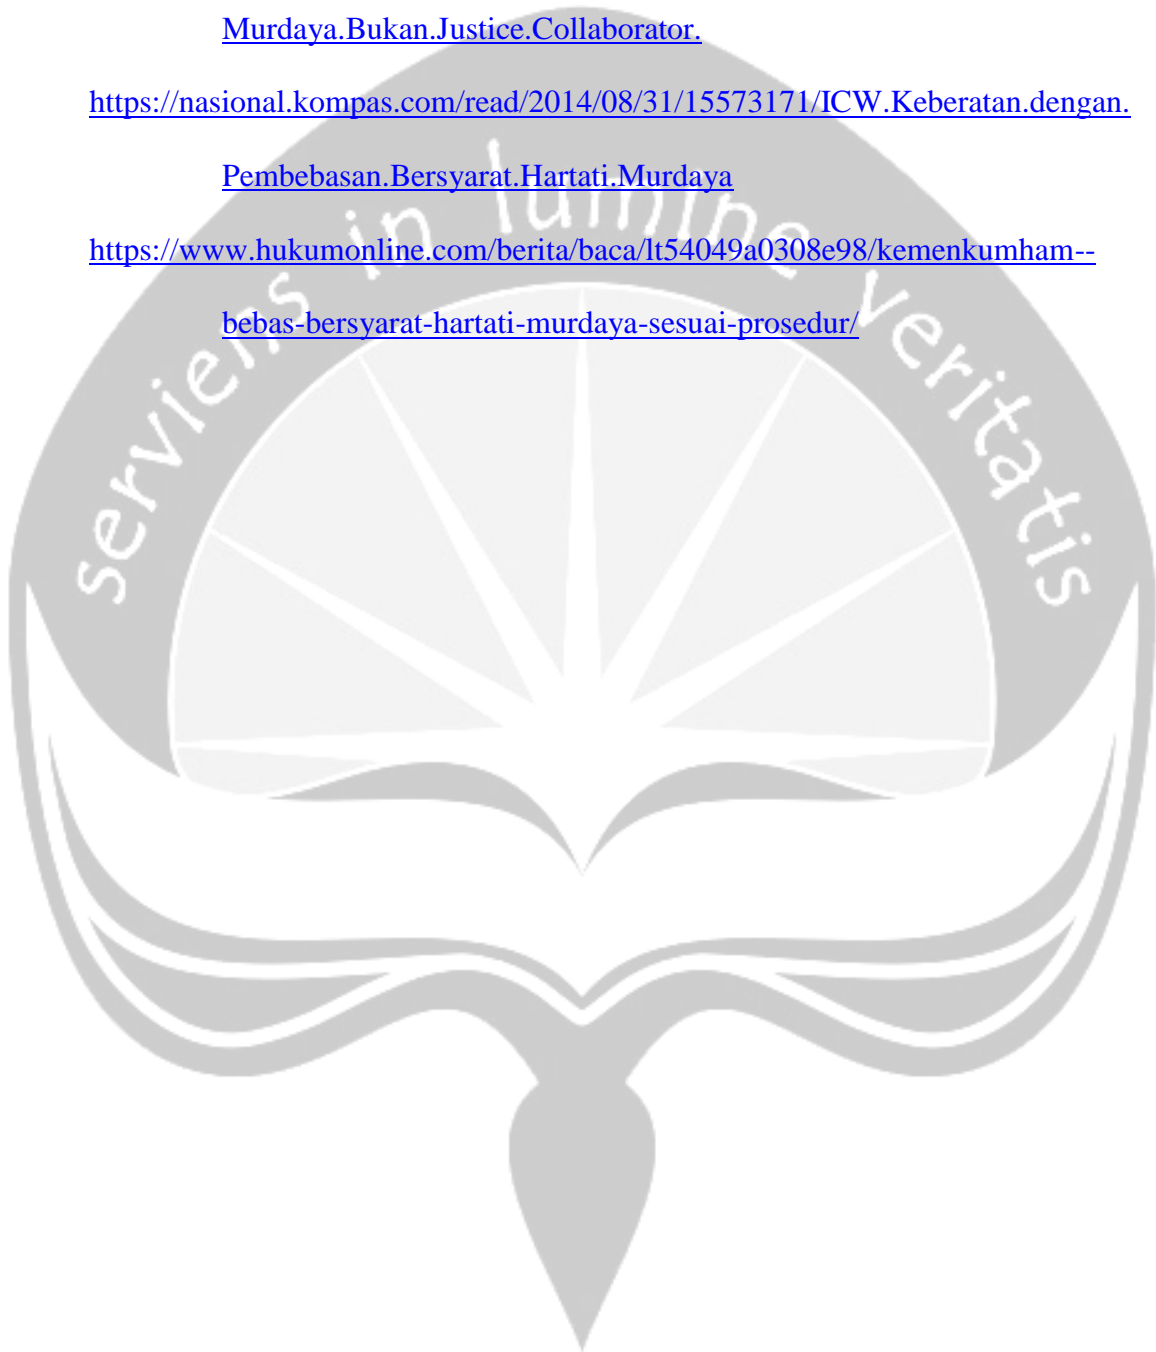 Murdaya.Bukan.Justice.Collaborator.
https://nasional.kompas.com/read/2014/08/31/15573171/ICW.Keberatan.dengan.
Pembebasan.Bersyarat.Hartati.Murdaya
https://www.hukumonline.com/berita/baca/lt54049a0308e98/kemenkumham--
bebas-bersyarat-hartati-murdaya-sesuai-prosedur/
serviens in lumine veritatis